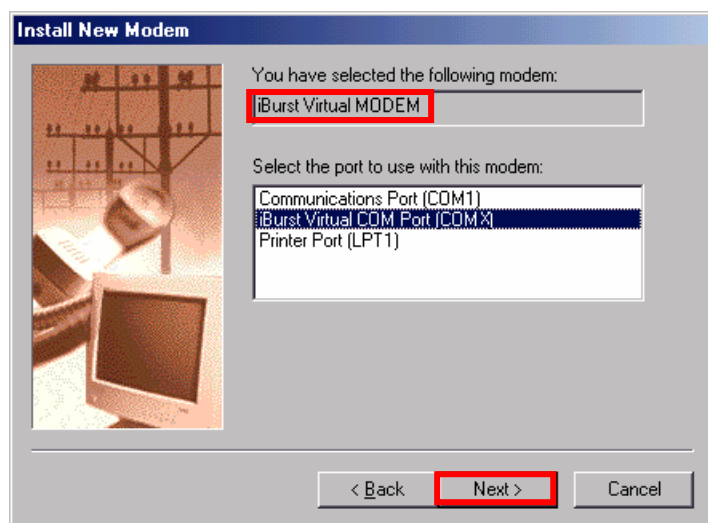 Install New Modem
You have selected the following modem:
iBurst Virtual MODEM
Select the port to use with this modem:
Communications Port (COM1)
iBurst Virtual COM Port (COMX)
Printer Port (LPT1)
< Back
Next >
Cancel